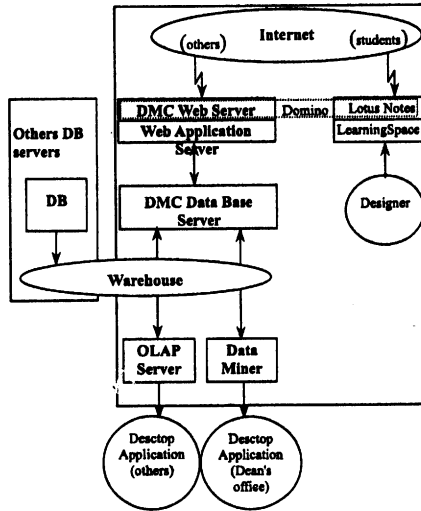 Internet
(others)
(students)
DMC Web Server
Domino
Lotus Notes
Web Application
Server
LearningSpace
Others DB
servers
DB
DMC Data Base
Server
Designer
Warehouse
OLAP
Server
Data
Miner
Desctop
Application
(others)
Desctop
Application
(Dean's
office)